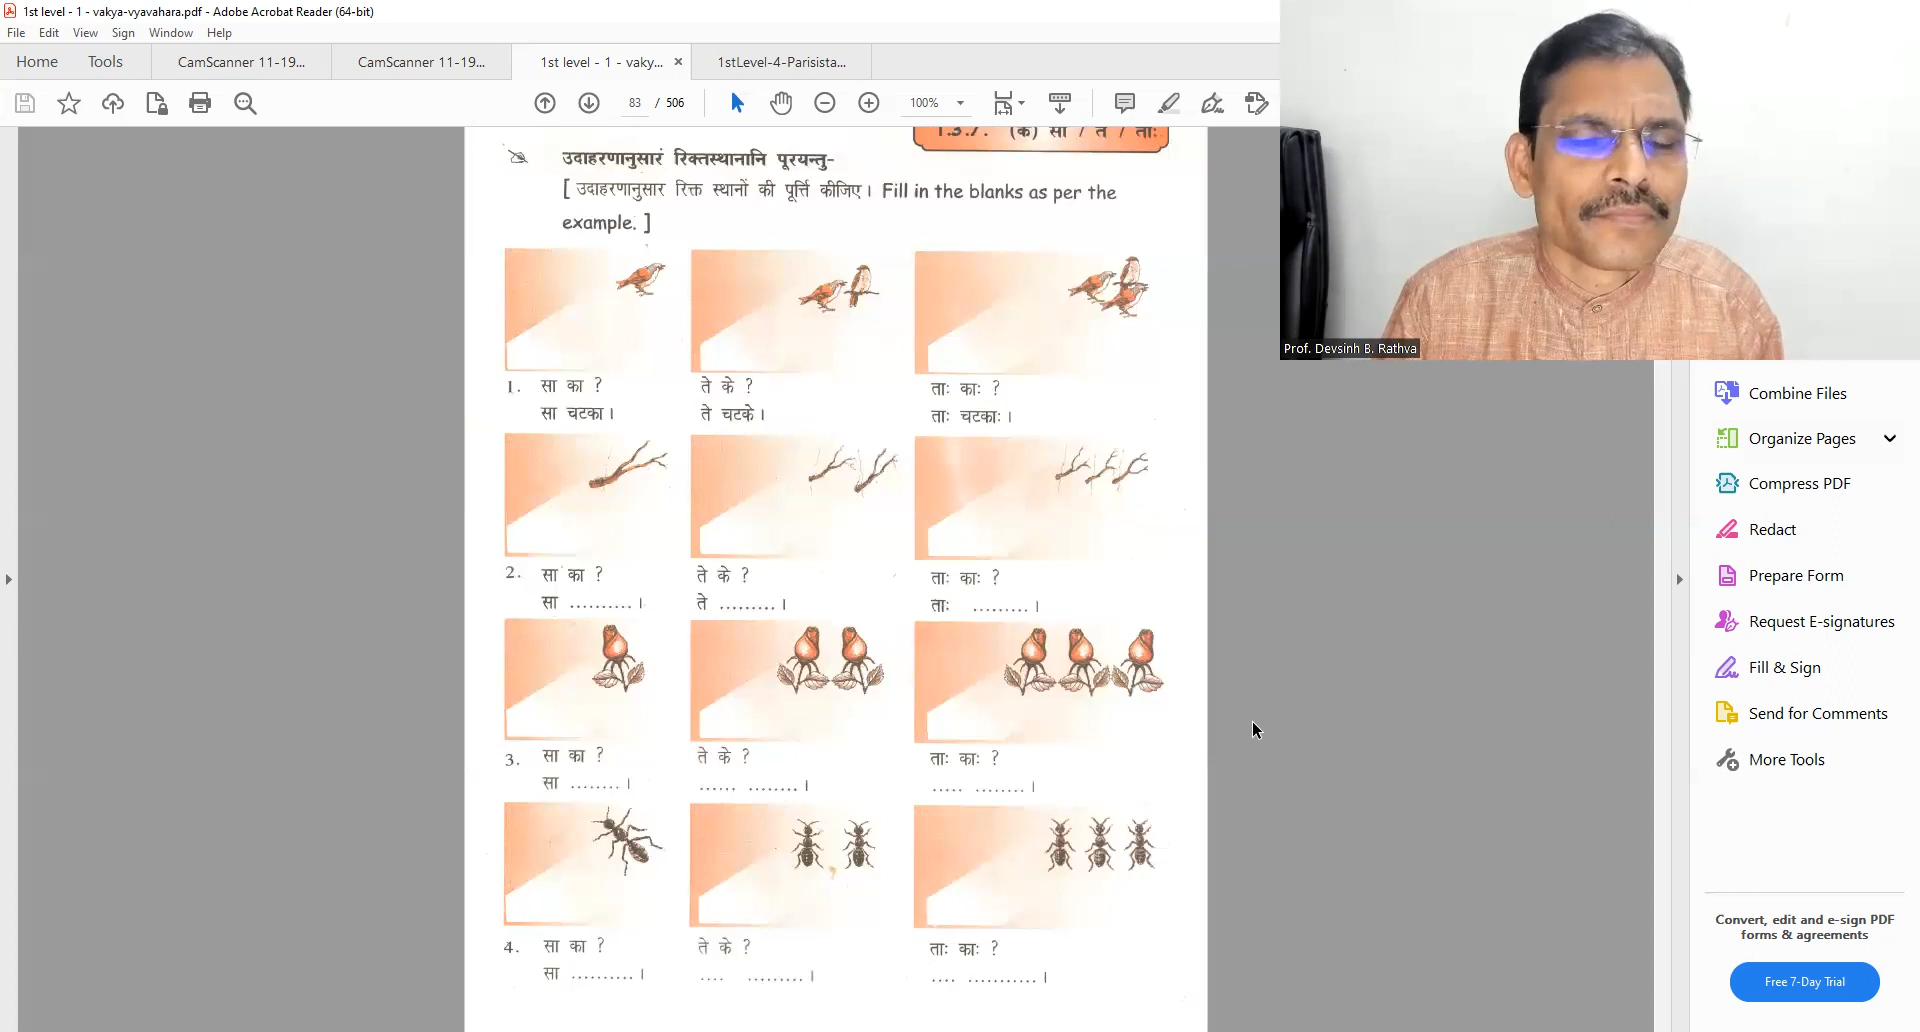 1st level - 1 - vakya-vyavahara.pdf - Adobe Acrobat Reader (64-bit)
File Edit View Sign Window Help
Home Tools CamScanner 11-19... CamScanner 11-19... 1st level - 1 - vaky... × 1stLevel-4-Parisista...
83 / 506 100%
1.3.7. (क) सा / ते / ताः
उदाहरणानुसारं रिक्तस्थानानि पूरयन्तु-
[ उदाहरणानुसार रिक्त स्थानों की पूर्त्ति कीजिए। Fill in the blanks as per the
example. ]
1. सा का ? ते के ? ताः काः ?
सा चटका। ते चटके। ताः चटकाः।
2. सा का ? ते के ? ताः काः ?
सा ..........। ते .........। ताः .........।
3. सा का ? ते के ? ताः काः ?
सा ........। ...... ........। ..... ........।
4. सा का ? ते के ? ताः काः ?
सा ..........। .... .........। .... ...........।
Prof. Devsinh B. Rathva
Combine Files
Organize Pages
Compress PDF
Redact
Prepare Form
Request E-signatures
Fill & Sign
Send for Comments
More Tools
Convert, edit and e-sign PDF
forms & agreements
Free 7-Day Trial